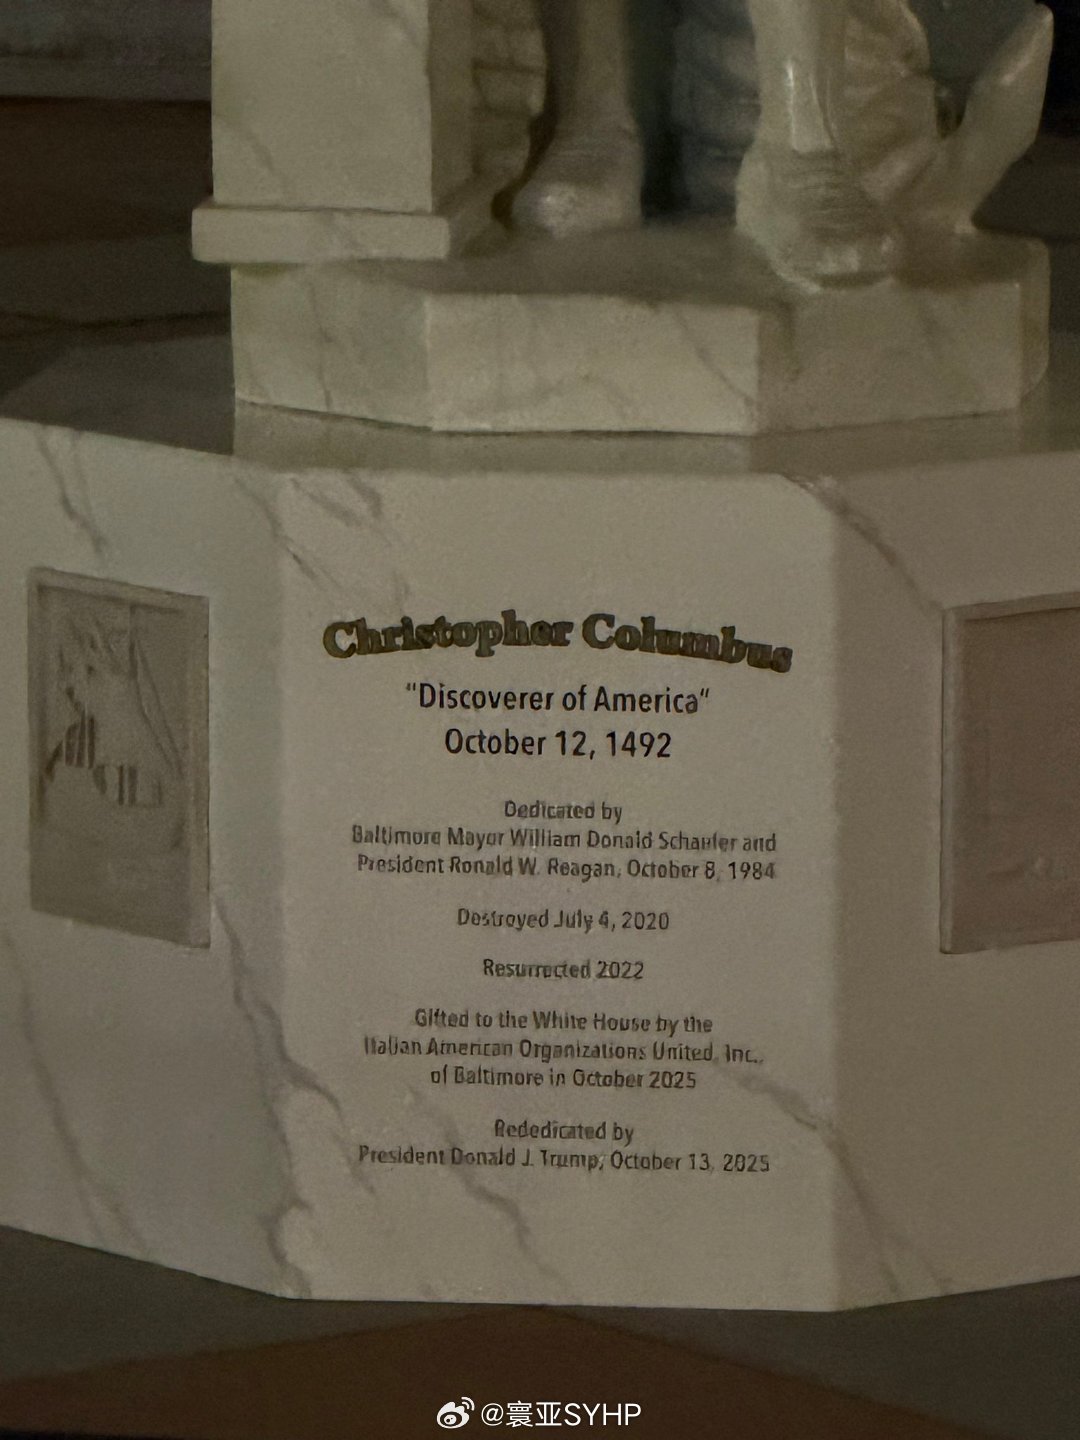 Christopher Columbus
"Discoverer of America"
October 12, 1492
Dedicated by
Baltimore Mayor William Donald Schaefer and
President Ronald W. Reagan, October 8, 1984
Destroyed July 4, 2020
Resurrected 2022
Gifted to the White House by the
Italian American Organizations United, Inc.,
of Baltimore in October 2025
Rededicated by
President Donald J. Trump, October 13, 2025
@寰亚SYHP